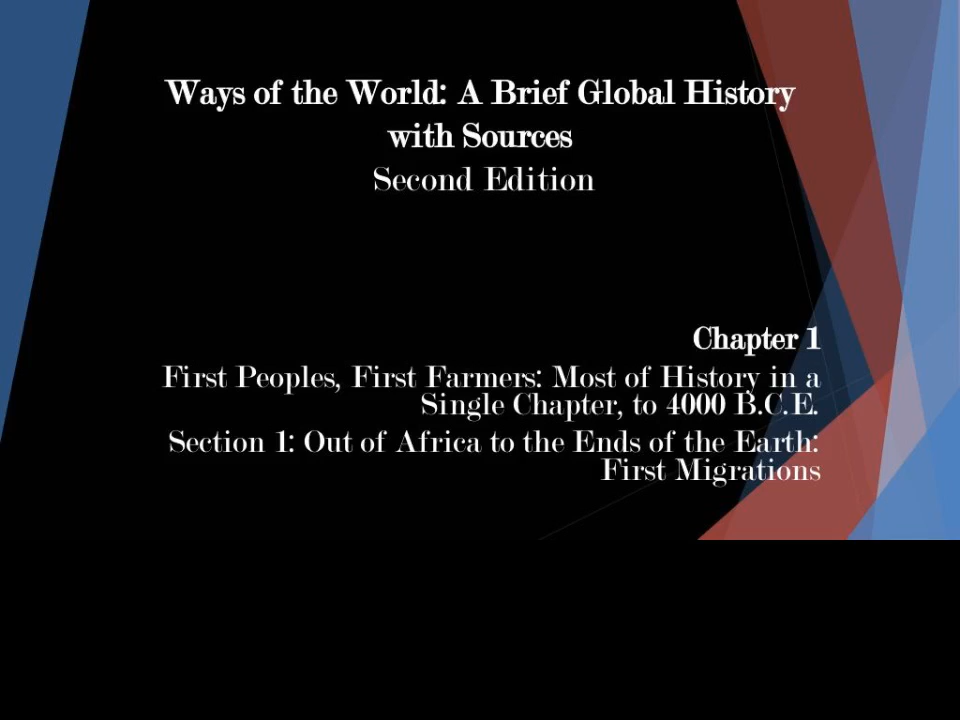 Ways of the World: A Brief Global History
with Sources
Second Edition
Chapter 1
First Peoples, First Farmers: Most of History in a
Single Chapter, to 4000 B.C.E.
Section 1: Out of Africa to the Ends of the Earth:
First Migrations